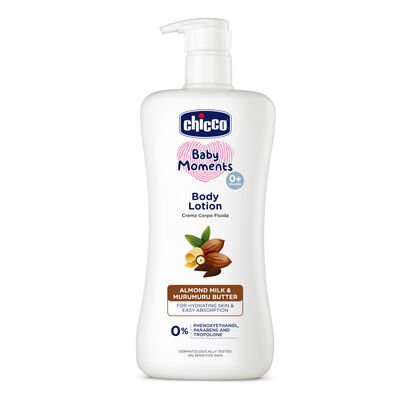 chicco
Baby
Moments
0+
Months
Body
Lotion
Crema Corpo Fluida
ALMOND MILK &
MURUMURU BUTTER
FOR HYDRATING SKIN &
EASY ABSORPTION
0%
PHENOXYETHANOL,
PARABENS AND
TROPOLONE
DERMATOLOGICALLY TESTED
ON SENSITIVE SKIN